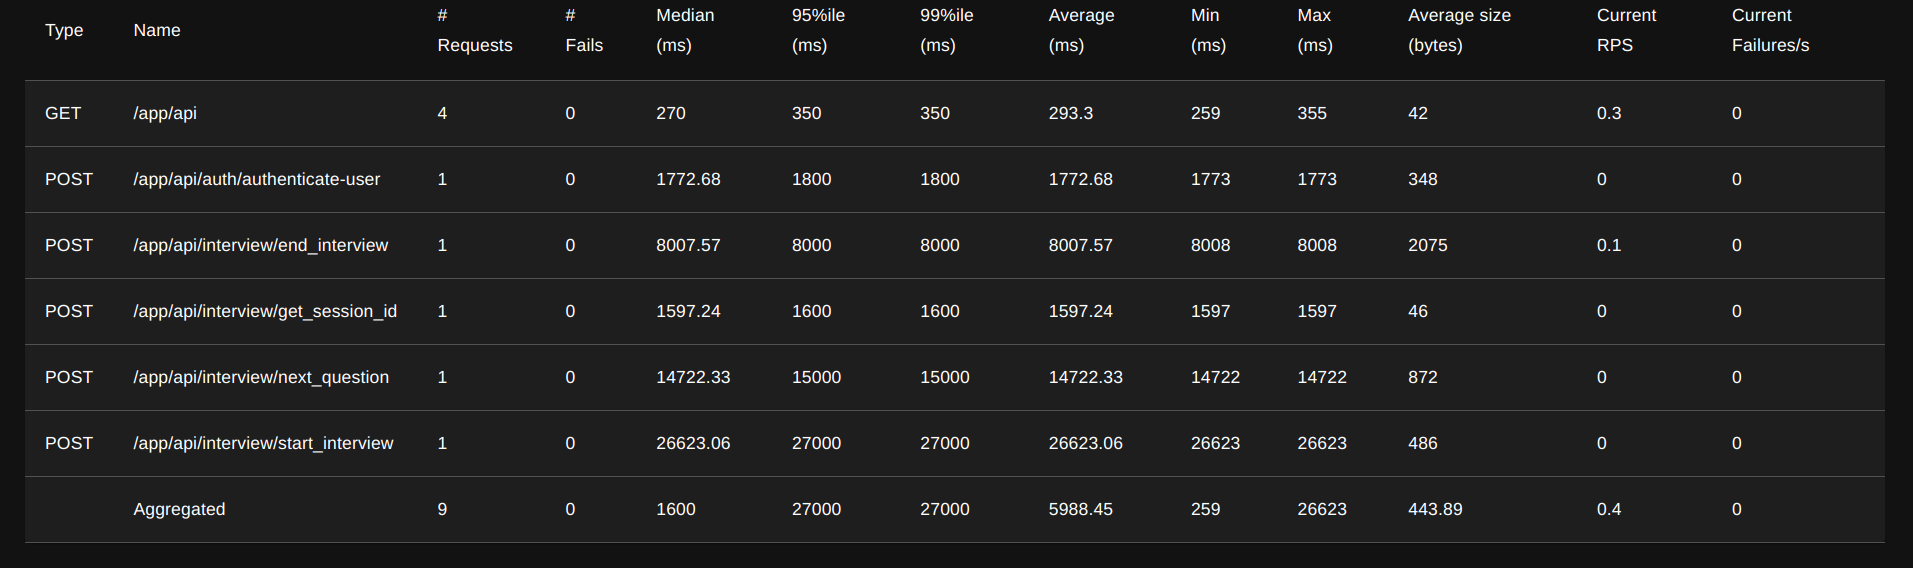 Type Name # Requests # Fails Median (ms) 95%ile (ms) 99%ile (ms) Average (ms) Min (ms) Max (ms) Average size (bytes) Current RPS Current Failures/s
GET /app/api 4 0 270 350 350 293.3 259 355 42 0.3 0
POST /app/api/auth/authenticate-user 1 0 1772.68 1800 1800 1772.68 1773 1773 348 0 0
POST /app/api/interview/end_interview 1 0 8007.57 8000 8000 8007.57 8008 8008 2075 0.1 0
POST /app/api/interview/get_session_id 1 0 1597.24 1600 1600 1597.24 1597 1597 46 0 0
POST /app/api/interview/next_question 1 0 14722.33 15000 15000 14722.33 14722 14722 872 0 0
POST /app/api/interview/start_interview 1 0 26623.06 27000 27000 26623.06 26623 26623 486 0 0
Aggregated 9 0 1600 27000 27000 5988.45 259 26623 443.89 0.4 0